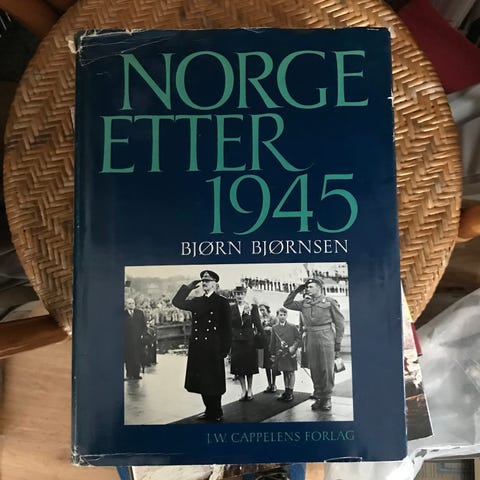 NORGE
ETTER
1945
BJØRN BJØRNSEN
J.W. CAPPELENS FORLAG